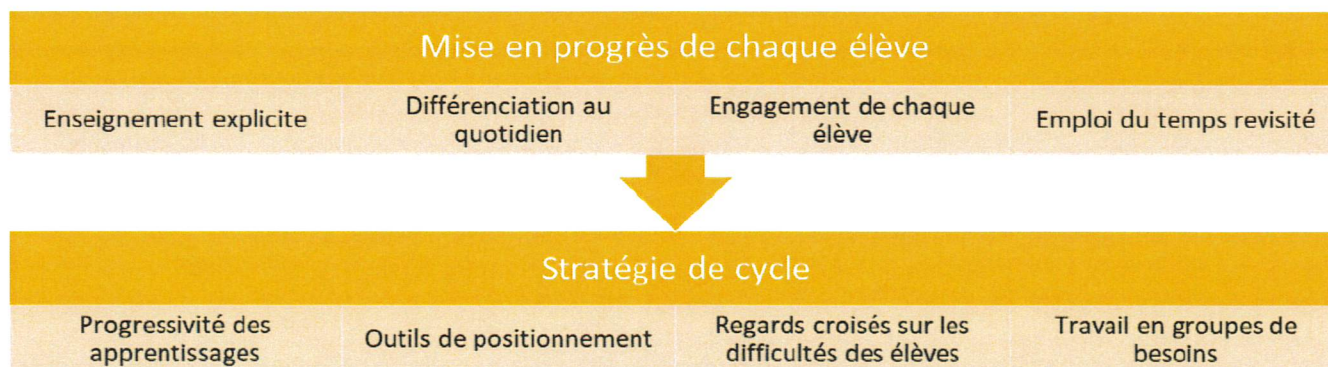 Mise en progrès de chaque élève
Enseignement explicite
Différenciation au
quotidien
Engagement de chaque
élève
Emploi du temps revisité
Stratégie de cycle
Progressivité des
apprentissages
Outils de positionnement
Regards croisés sur les
difficultés des élèves
Travail en groupes de
besoins